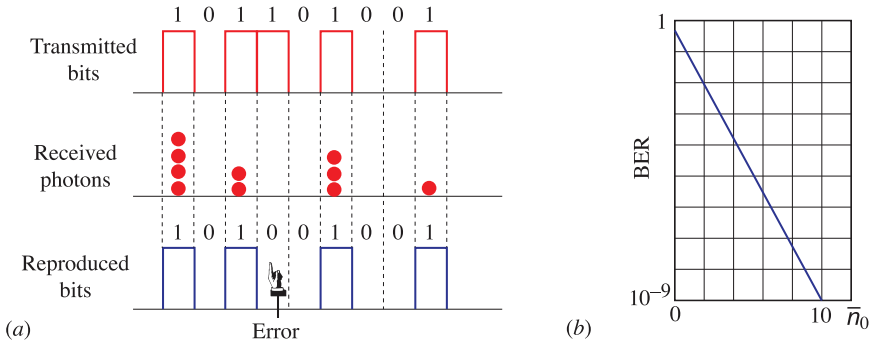 1 0 1 1 0 1 0 0 1
Transmitted
bits
Received
photons
1 0 1 0 0 1 0 0 1
Reproduced
bits
Error
(a)
1
BER
10⁻⁹
0 10 n̅₀
(b)